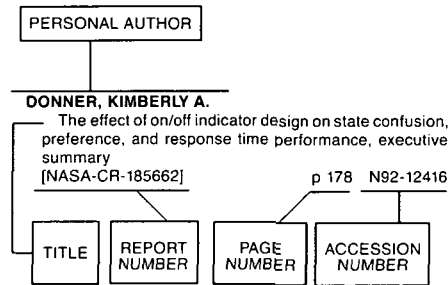 PERSONAL AUTHOR
DONNER, KIMBERLY A.
The effect of on/off indicator design on state confusion,
preference, and response time performance, executive
summary
[NASA-CR-185662] p 178 N92-12416
TITLE
REPORT
NUMBER
PAGE
NUMBER
ACCESSION
NUMBER